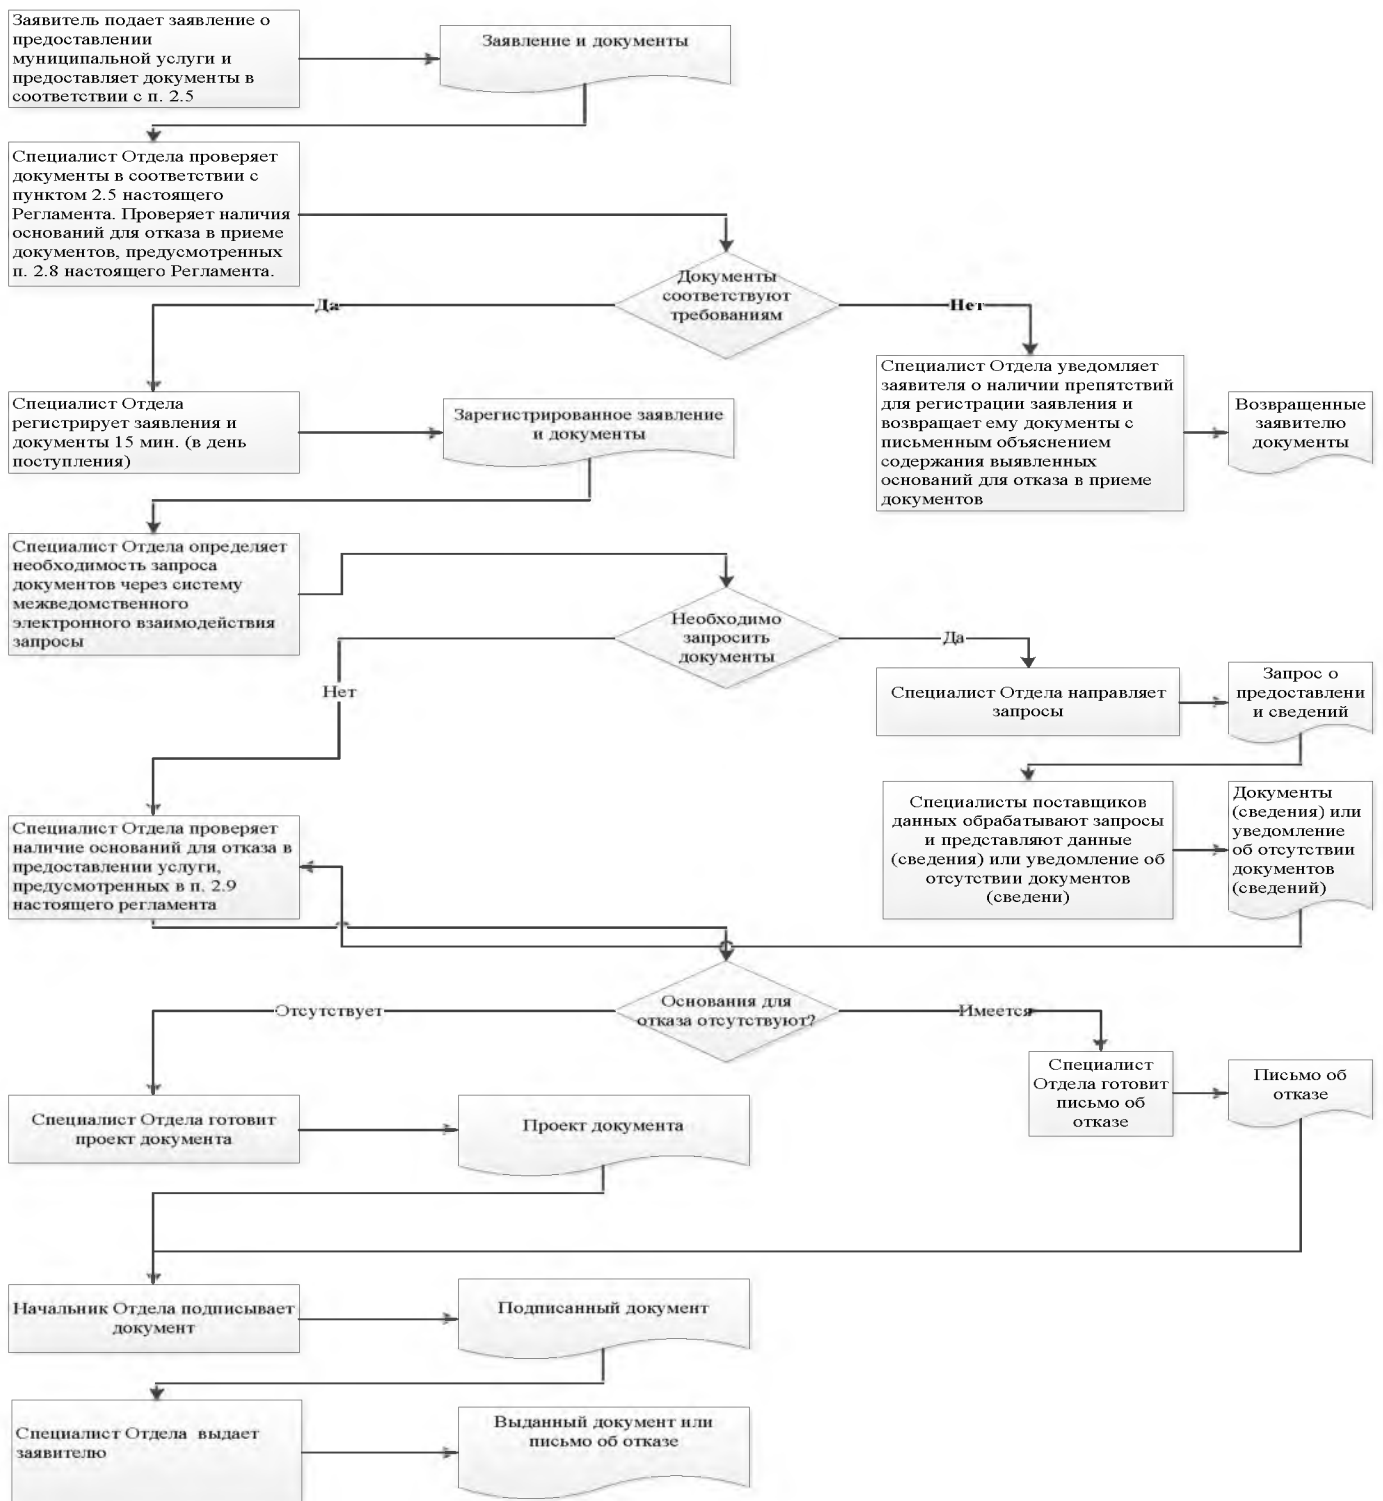 Заявитель подает заявление о
предоставлении
муниципальной услуги и
предоставляет документы в
соответствии с п. 2.5
Заявление и документы
Специалист Отдела проверяет
документы в соответствии с
пунктом 2.5 настоящего
Регламента. Проверяет наличия
оснований для отказа в приеме
документов, предусмотренных
п. 2.8 настоящего Регламента.
Документы
соответствуют
требованиям
Да
Нет
Специалист Отдела
регистрирует заявления и
документы 15 мин. (в день
поступления)
Зарегистрированное заявление
и документы
Специалист Отдела уведомляет
заявителя о наличии препятствий
для регистрации заявления и
возвращает ему документы с
письменным объяснением
содержания выявленных
оснований для отказа в приеме
документов
Возвращенные
заявителю
документы
Специалист Отдела определяет
необходимость запроса
документов через систему
межведомственного
электронного взаимодействия
запросы
Необходимо
запросить
документы
Да
Нет
Специалист Отдела направляет
запросы
Запрос о
предоставлени
и сведений
Специалисты поставщиков
данных обрабатывают запросы
и представляют данные
(сведения) или уведомление об
отсутствии документов
(сведени)
Документы
(сведения) или
уведомление
об отсутствии
документов
(сведений)
Специалист Отдела проверяет
наличие оснований для отказа в
предоставлении услуги,
предусмотренных в п. 2.9
настоящего регламента
Основания для
отказа отсутствуют?
Отсутствует
Имеется
Специалист
Отдела готовит
письмо об
отказе
Письмо об
отказе
Специалист Отдела готовит
проект документа
Проект документа
Начальник Отдела подписывает
документ
Подписанный документ
Специалист Отдела  выдает
заявителю
Выданный документ или
письмо об отказе